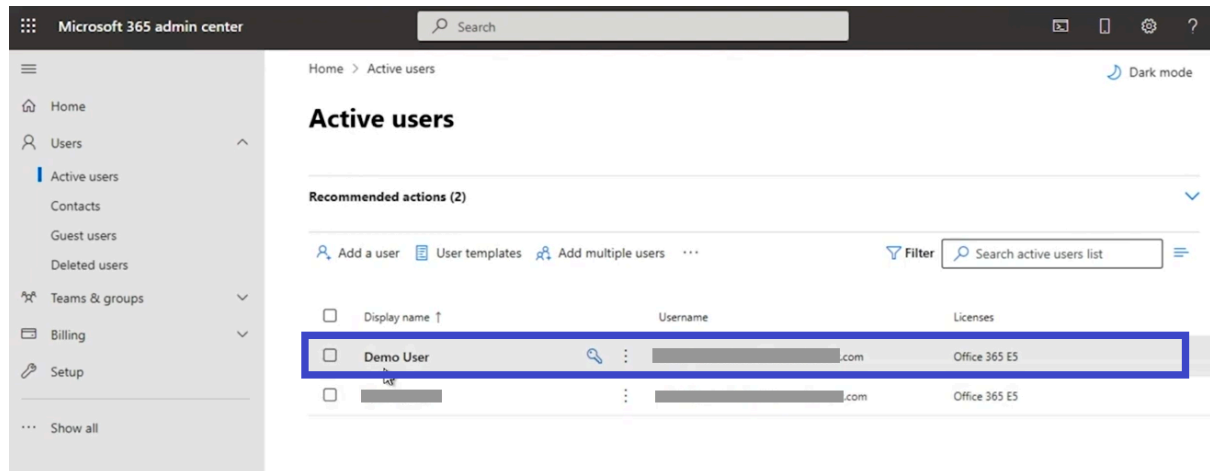 Microsoft 365 admin center
Search
?
Home
Users
Active users
Contacts
Guest users
Deleted users
Teams & groups
Billing
Setup
Show all
Home > Active users
Dark mode
Active users
Recommended actions (2)
Add a user User templates Add multiple users ...
Filter Search active users list
Display name ↑ Username Licenses
Demo User .com Office 365 E5
.com Office 365 E5